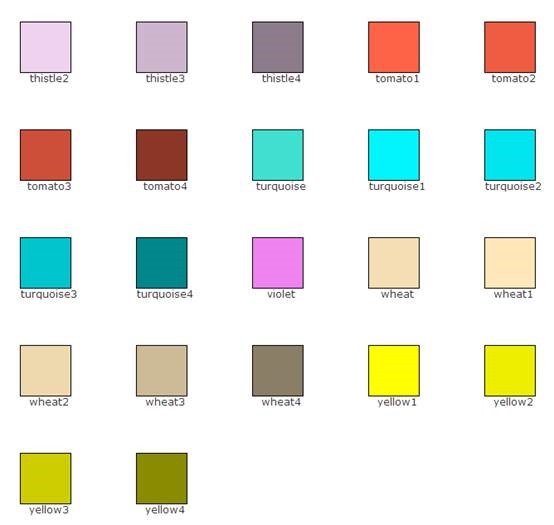 thistle2 thistle3 thistle4 tomato1 tomato2
tomato3 tomato4 turquoise turquoise1 turquoise2
turquoise3 turquoise4 violet wheat wheat1
wheat2 wheat3 wheat4 yellow1 yellow2
yellow3 yellow4